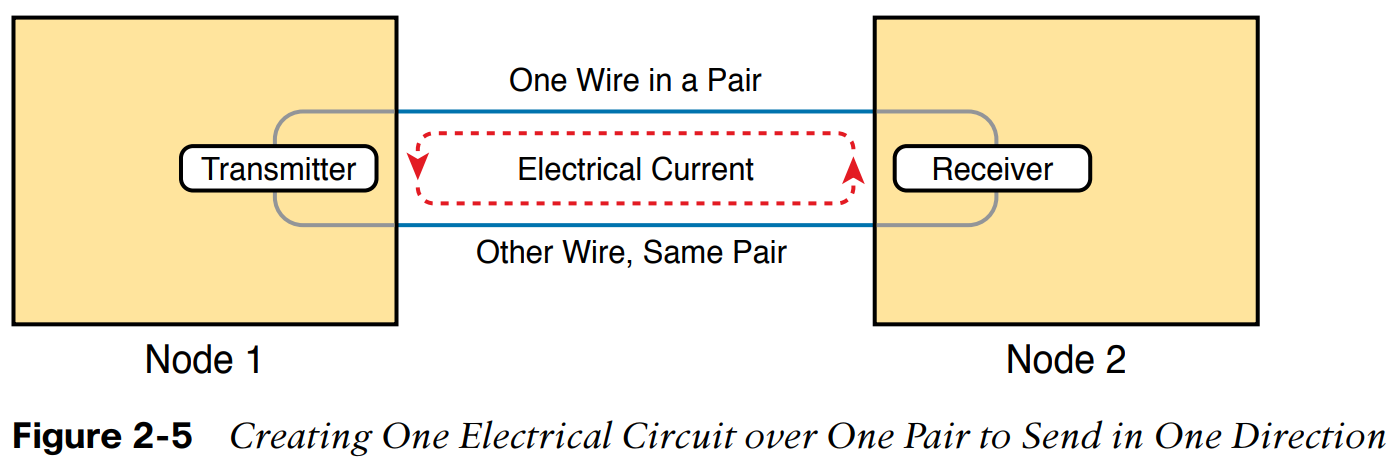 One Wire in a Pair
Transmitter
Electrical Current
Receiver
Other Wire, Same Pair
Node 1
Node 2
Figure 2-5 Creating One Electrical Circuit over One Pair to Send in One Direction